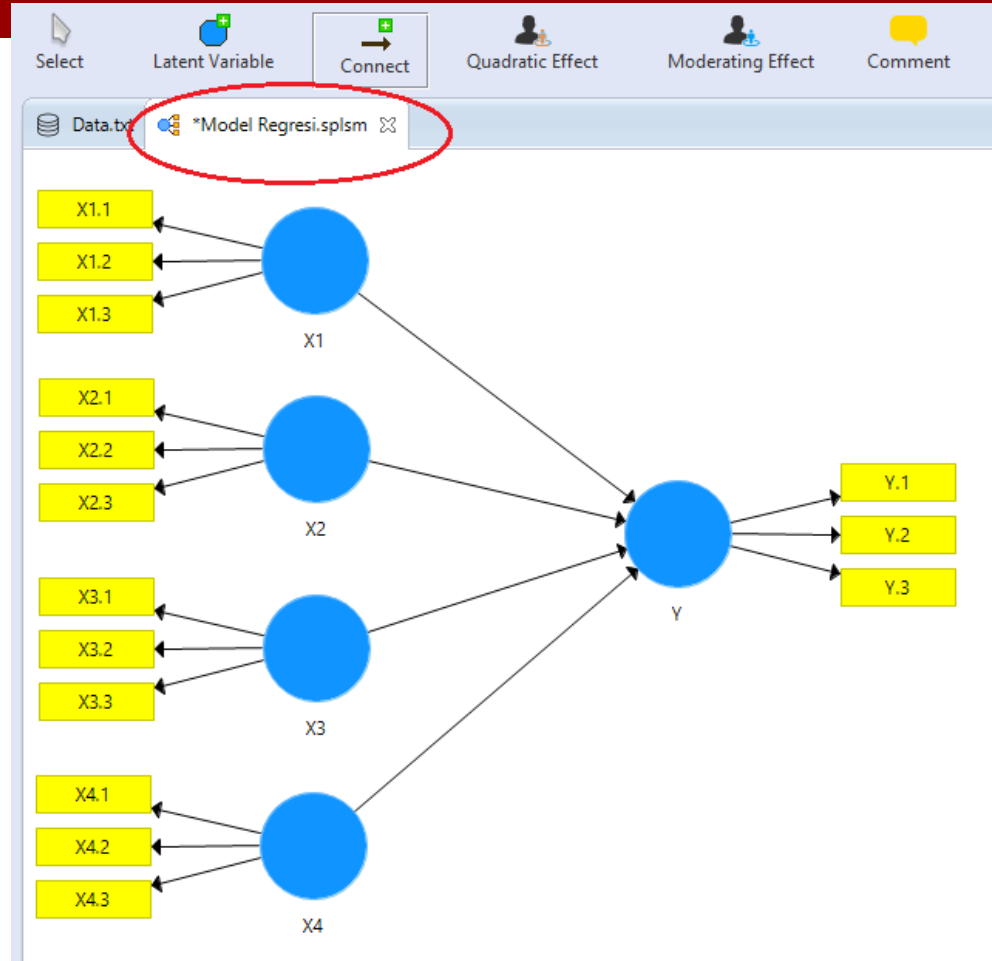 Select Latent Variable Connect Quadratic Effect Moderating Effect Comment
Data.txt *Model Regresi.splsm
X1.1
X1.2
X1.3
X1
X2.1
X2.2
X2.3
X2
X3.1
X3.2
X3.3
X3
X4.1
X4.2
X4.3
X4
Y
Y.1
Y.2
Y.3